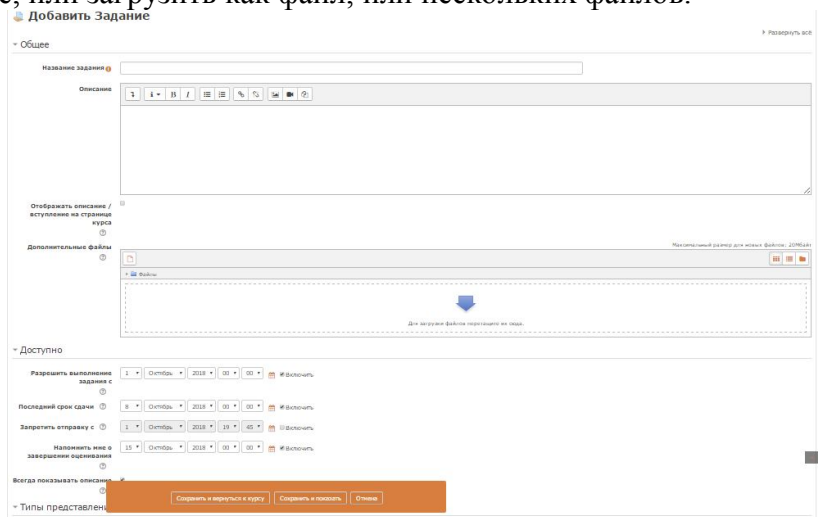 е, или загрузить как файл, или нескольких файлов.
Добавить Задание
Развернуть всё
Общее
Название задания
Описание
Отображать описание /
вступление на странице
курса
Дополнительные файлы
Максимальный размер для новых файлов: 20Мбайт
Файлы
Для загрузки файлов перетащите их сюда.
Доступно
Разрешить выполнение
задания с
1 Октябрь 2018 00 00 Включить
Последний срок сдачи 8 Октябрь 2018 00 00 Включить
Запретить отправку с 1 Октябрь 2018 19 45 Включить
Напомнить мне о
завершении оценивания
15 Октябрь 2018 00 00 Включить
Всегда показывать описание
Сохранить и вернуться к курсу Сохранить и показать Отмена
Типы представлени